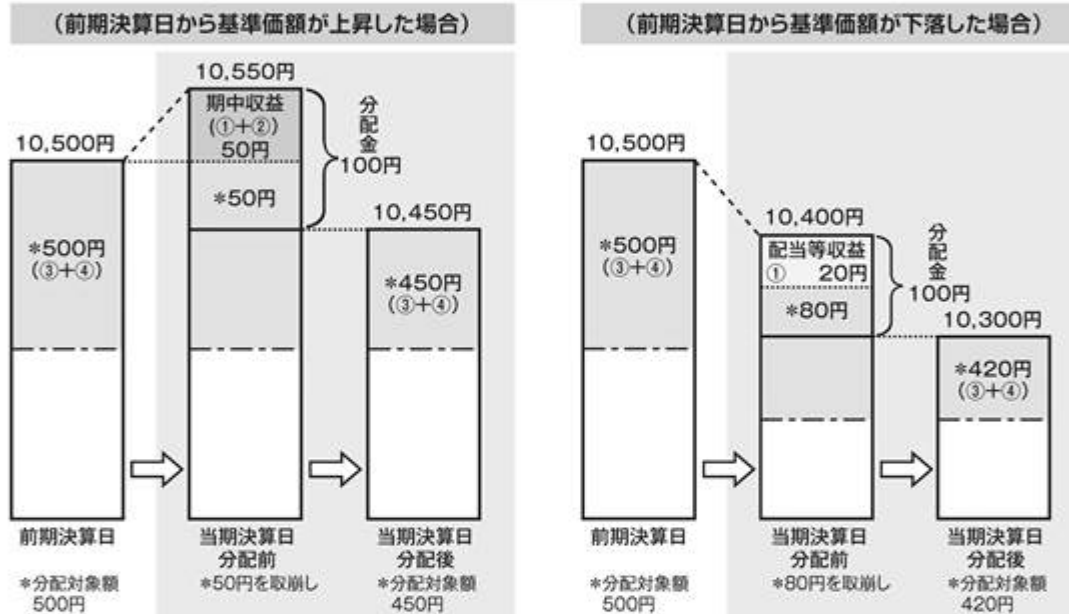 (前期決算日から基準価額が上昇した場合)
10,500円
*500円
(③+④)
前期決算日
*分配対象額
500円
10,550円
期中収益
(①+②)
50円
*50円
分配金
100円
当期決算日
分配前
*50円を取崩し
10,450円
*450円
(③+④)
当期決算日
分配後
*分配対象額
450円
(前期決算日から基準価額が下落した場合)
10,500円
*500円
(③+④)
前期決算日
*分配対象額
500円
10,400円
配当等収益
① 20円
*80円
分配金
100円
当期決算日
分配前
*80円を取崩し
10,300円
*420円
(③+④)
当期決算日
分配後
*分配対象額
420円